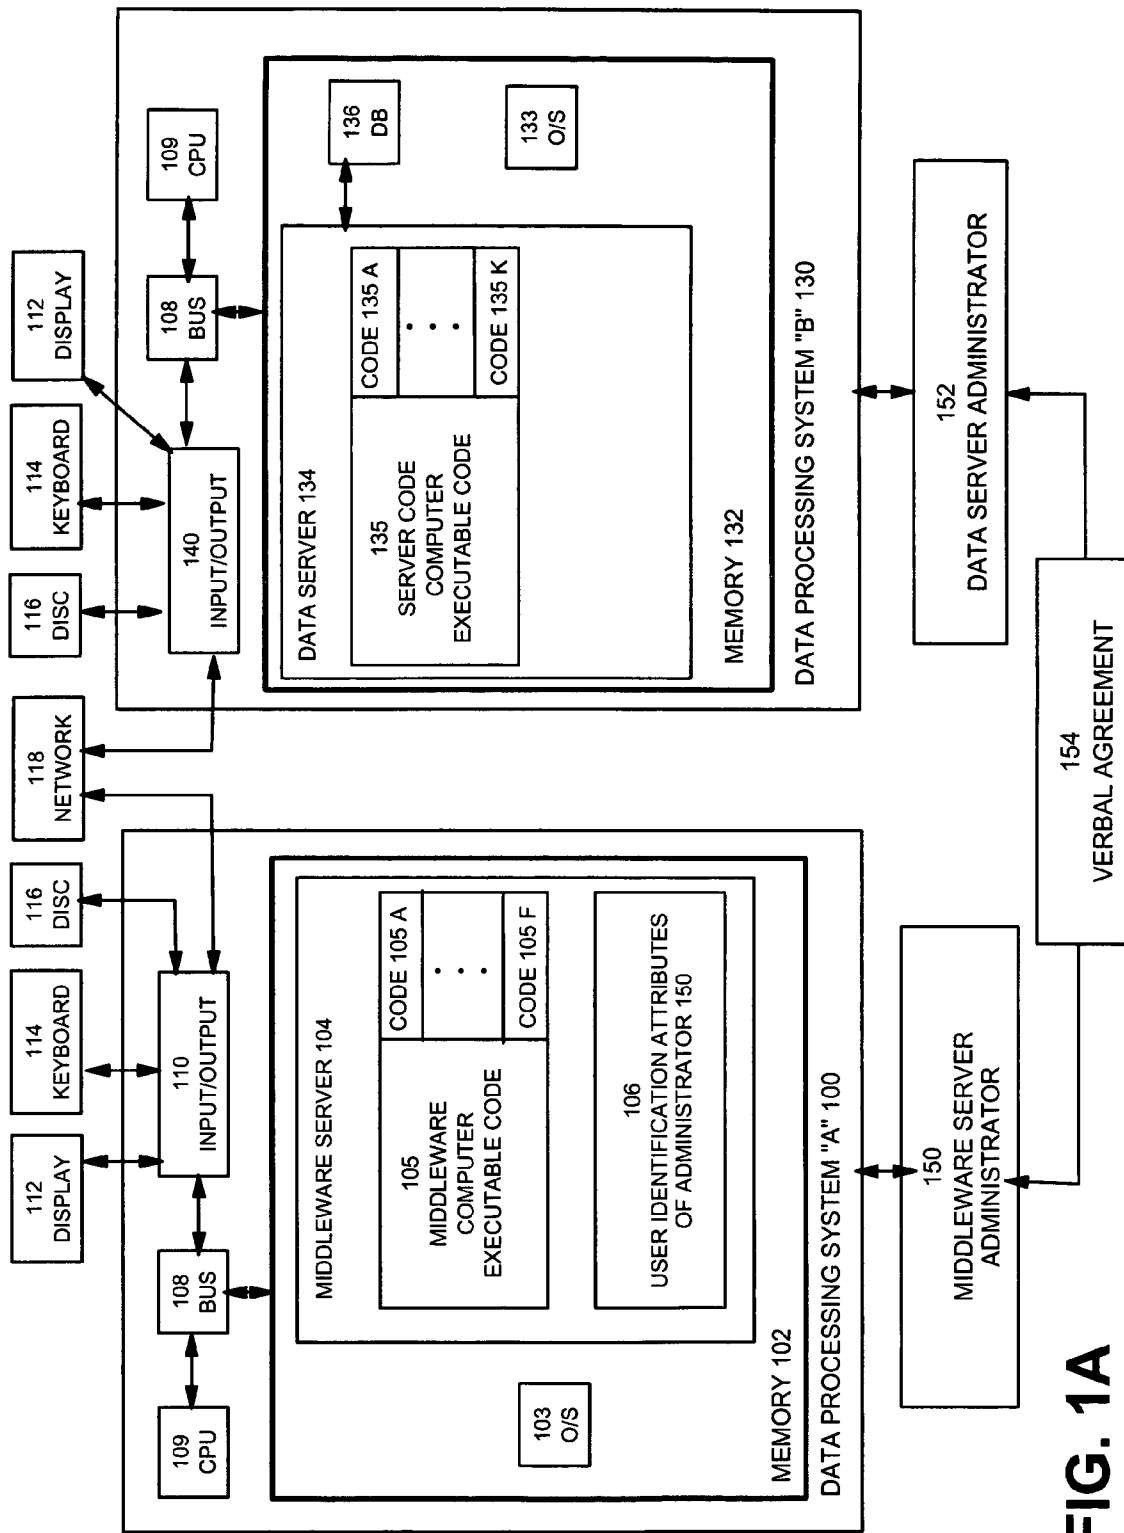 112
DISPLAY
114
KEYBOARD
116
DISC
118
NETWORK
116
DISC
114
KEYBOARD
112
DISPLAY
109
CPU
108
BUS
110
INPUT/OUTPUT
140
INPUT/OUTPUT
108
BUS
109
CPU
MIDDLEWARE SERVER 104
105
MIDDLEWARE
COMPUTER
EXECUTABLE CODE
CODE 105 A
. . .
CODE 105 F
106
USER IDENTIFICATION ATTRIBUTES
OF ADMINISTRATOR 150
103
O/S
MEMORY 102
DATA PROCESSING SYSTEM "A" 100
DATA SERVER 134
135
SERVER CODE
COMPUTER
EXECUTABLE CODE
CODE 135 A
. . .
CODE 135 K
136
DB
133
O/S
MEMORY 132
DATA PROCESSING SYSTEM "B" 130
150
MIDDLEWARE SERVER
ADMINISTRATOR
152
DATA SERVER ADMINISTRATOR
154
VERBAL AGREEMENT
FIG. 1A